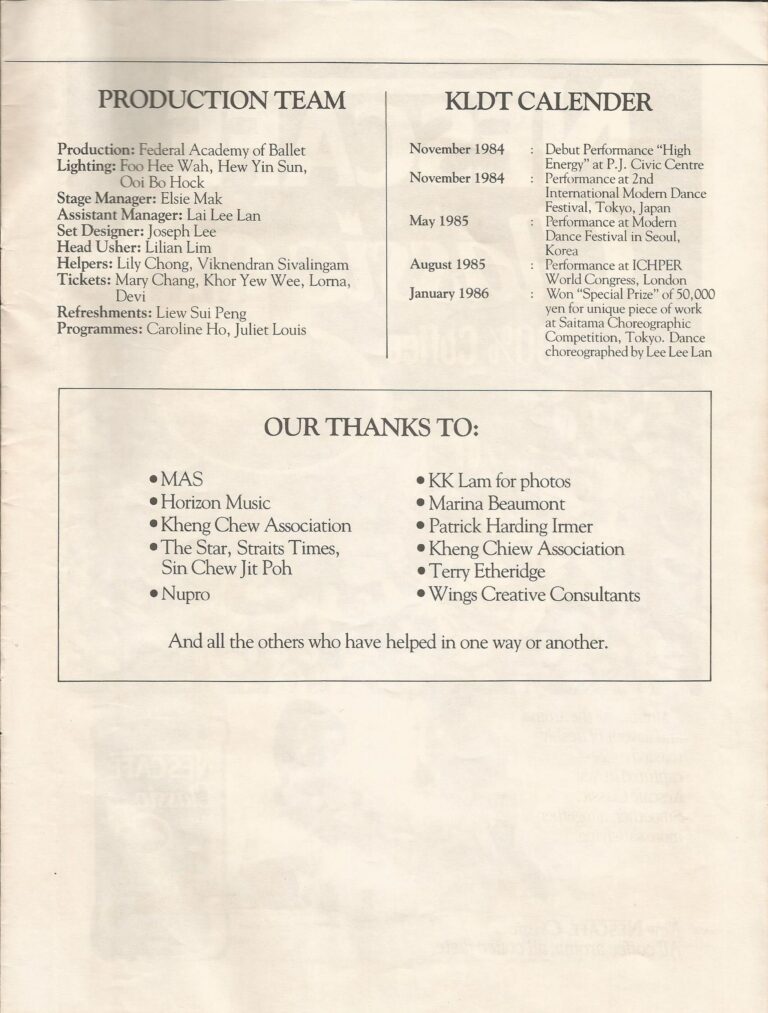 PRODUCTION TEAM
Production: Federal Academy of Ballet
Lighting: Foo Hee Wah, Hew Yin Sun,
Ooi Bo Hock
Stage Manager: Elsie Mak
Assistant Manager: Lai Lee Lan
Set Designer: Joseph Lee
Head Usher: Lilian Lim
Helpers: Lily Chong, Viknendran Sivalingam
Tickets: Mary Chang, Khor Yew Wee, Lorna,
Devi
Refreshments: Liew Sui Peng
Programmes: Caroline Ho, Juliet Louis
KLDT CALENDER
November 1984 : Debut Performance “High
Energy” at P.J. Civic Centre
November 1984 : Performance at 2nd
International Modern Dance
Festival, Tokyo, Japan
May 1985 : Performance at Modern
Dance Festival in Seoul,
Korea
August 1985 : Performance at ICHPER
World Congress, London
January 1986 : Won “Special Prize” of 50,000
yen for unique piece of work
at Saitama Choreographic
Competition, Tokyo. Dance
choreographed by Lee Lee Lan
OUR THANKS TO:
• MAS
• Horizon Music
• Kheng Chew Association
• The Star, Straits Times,
Sin Chew Jit Poh
• Nupro
• KK Lam for photos
• Marina Beaumont
• Patrick Harding Irmer
• Kheng Chiew Association
• Terry Etheridge
• Wings Creative Consultants
And all the others who have helped in one way or another.